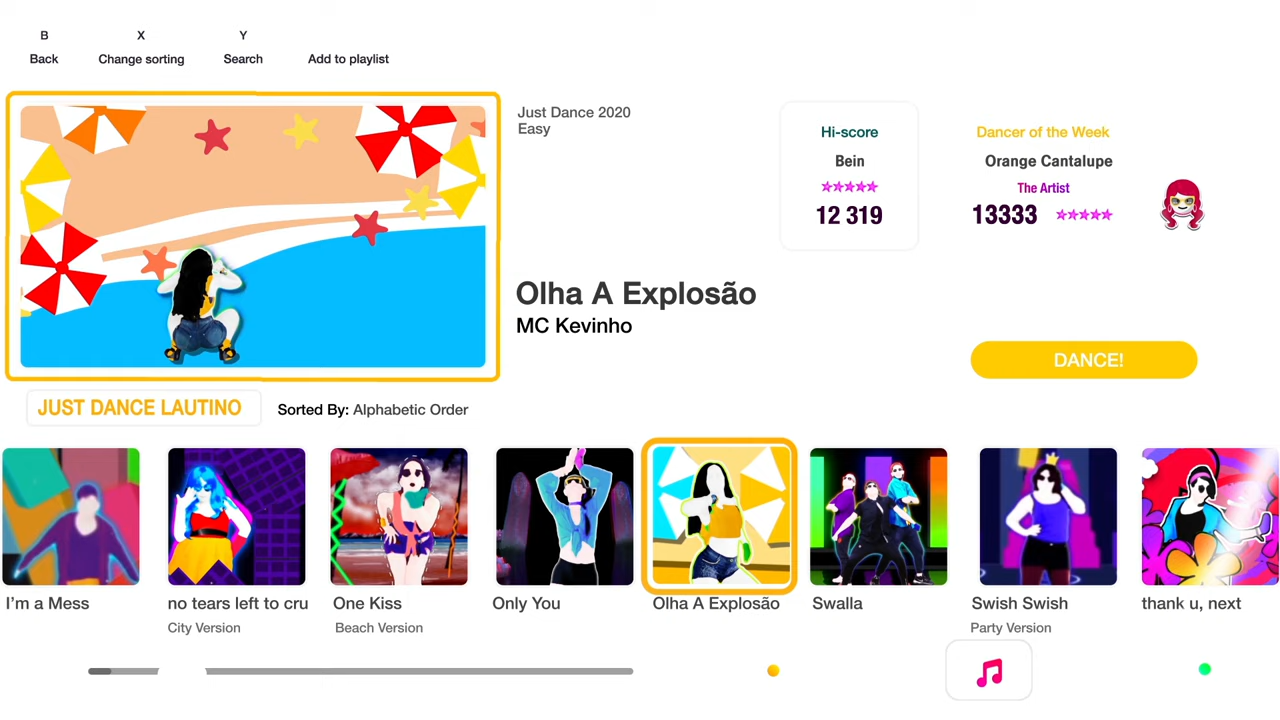 B
Back
X
Change sorting
Y
Search
Add to playlist
Just Dance 2020
Easy
Hi-score
Bein
12 319
Dancer of the Week
Orange Cantalupe
The Artist
13333
Olha A Explosão
MC Kevinho
DANCE!
JUST DANCE LAUTINO
Sorted By: Alphabetic Order
I'm a Mess
no tears left to cru
City Version
One Kiss
Beach Version
Only You
Olha A Explosão
Swalla
Swish Swish
Party Version
thank u, next